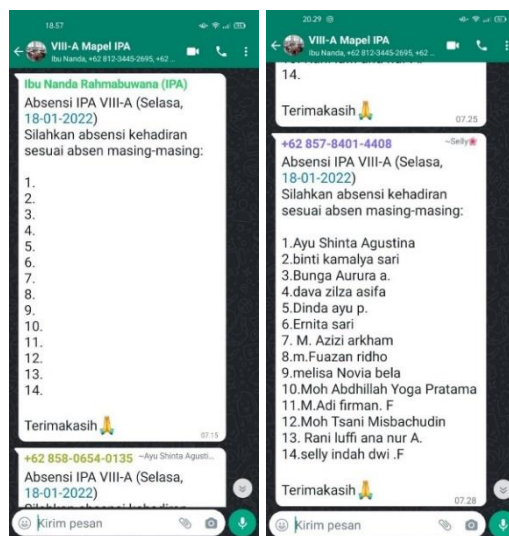 18.57
VIII-A Mapel IPA
Ibu Nanda, +62 812-3445-2695, +62 ...
Ibu Nanda Rahmabuwana (IPA)
Absensi IPA VIII-A (Selasa,
18-01-2022)
Silahkan absensi kehadiran
sesuai absen masing-masing:
1.
2.
3.
4.
5.
6.
7.
8.
9.
10.
11.
12.
13.
14.
Terimakasih🙏
07.15
+62 858-0654-0135 ~Ayu Shinta Agusti...
Absensi IPA VIII-A (Selasa,
18-01-2022)
Silahkan absensi kehadiran
Kirim pesan
20.29
VIII-A Mapel IPA
Ibu Nanda, +62 812-3445-2695, +62 ...
14.
Terimakasih🙏
07.25
+62 857-8401-4408 ~Selly🌸
Absensi IPA VIII-A (Selasa,
18-01-2022)
Silahkan absensi kehadiran
sesuai absen masing-masing:
1.Ayu Shinta Agustina
2.binti kamalya sari
3.Bunga Aurura a.
4.dava zilza asifa
5.Dinda ayu p.
6.Ernita sari
7. M. Azizi arkham
8.m.Fuazan ridho
9.melisa Novia bela
10.Moh Abdhillah Yoga Pratama
11.M.Adi firman. F
12.Moh Tsani Misbachudin
13. Rani luffi ana nur A.
14.selly indah dwi .F
Terimakasih🙏
07.28
Kirim pesan